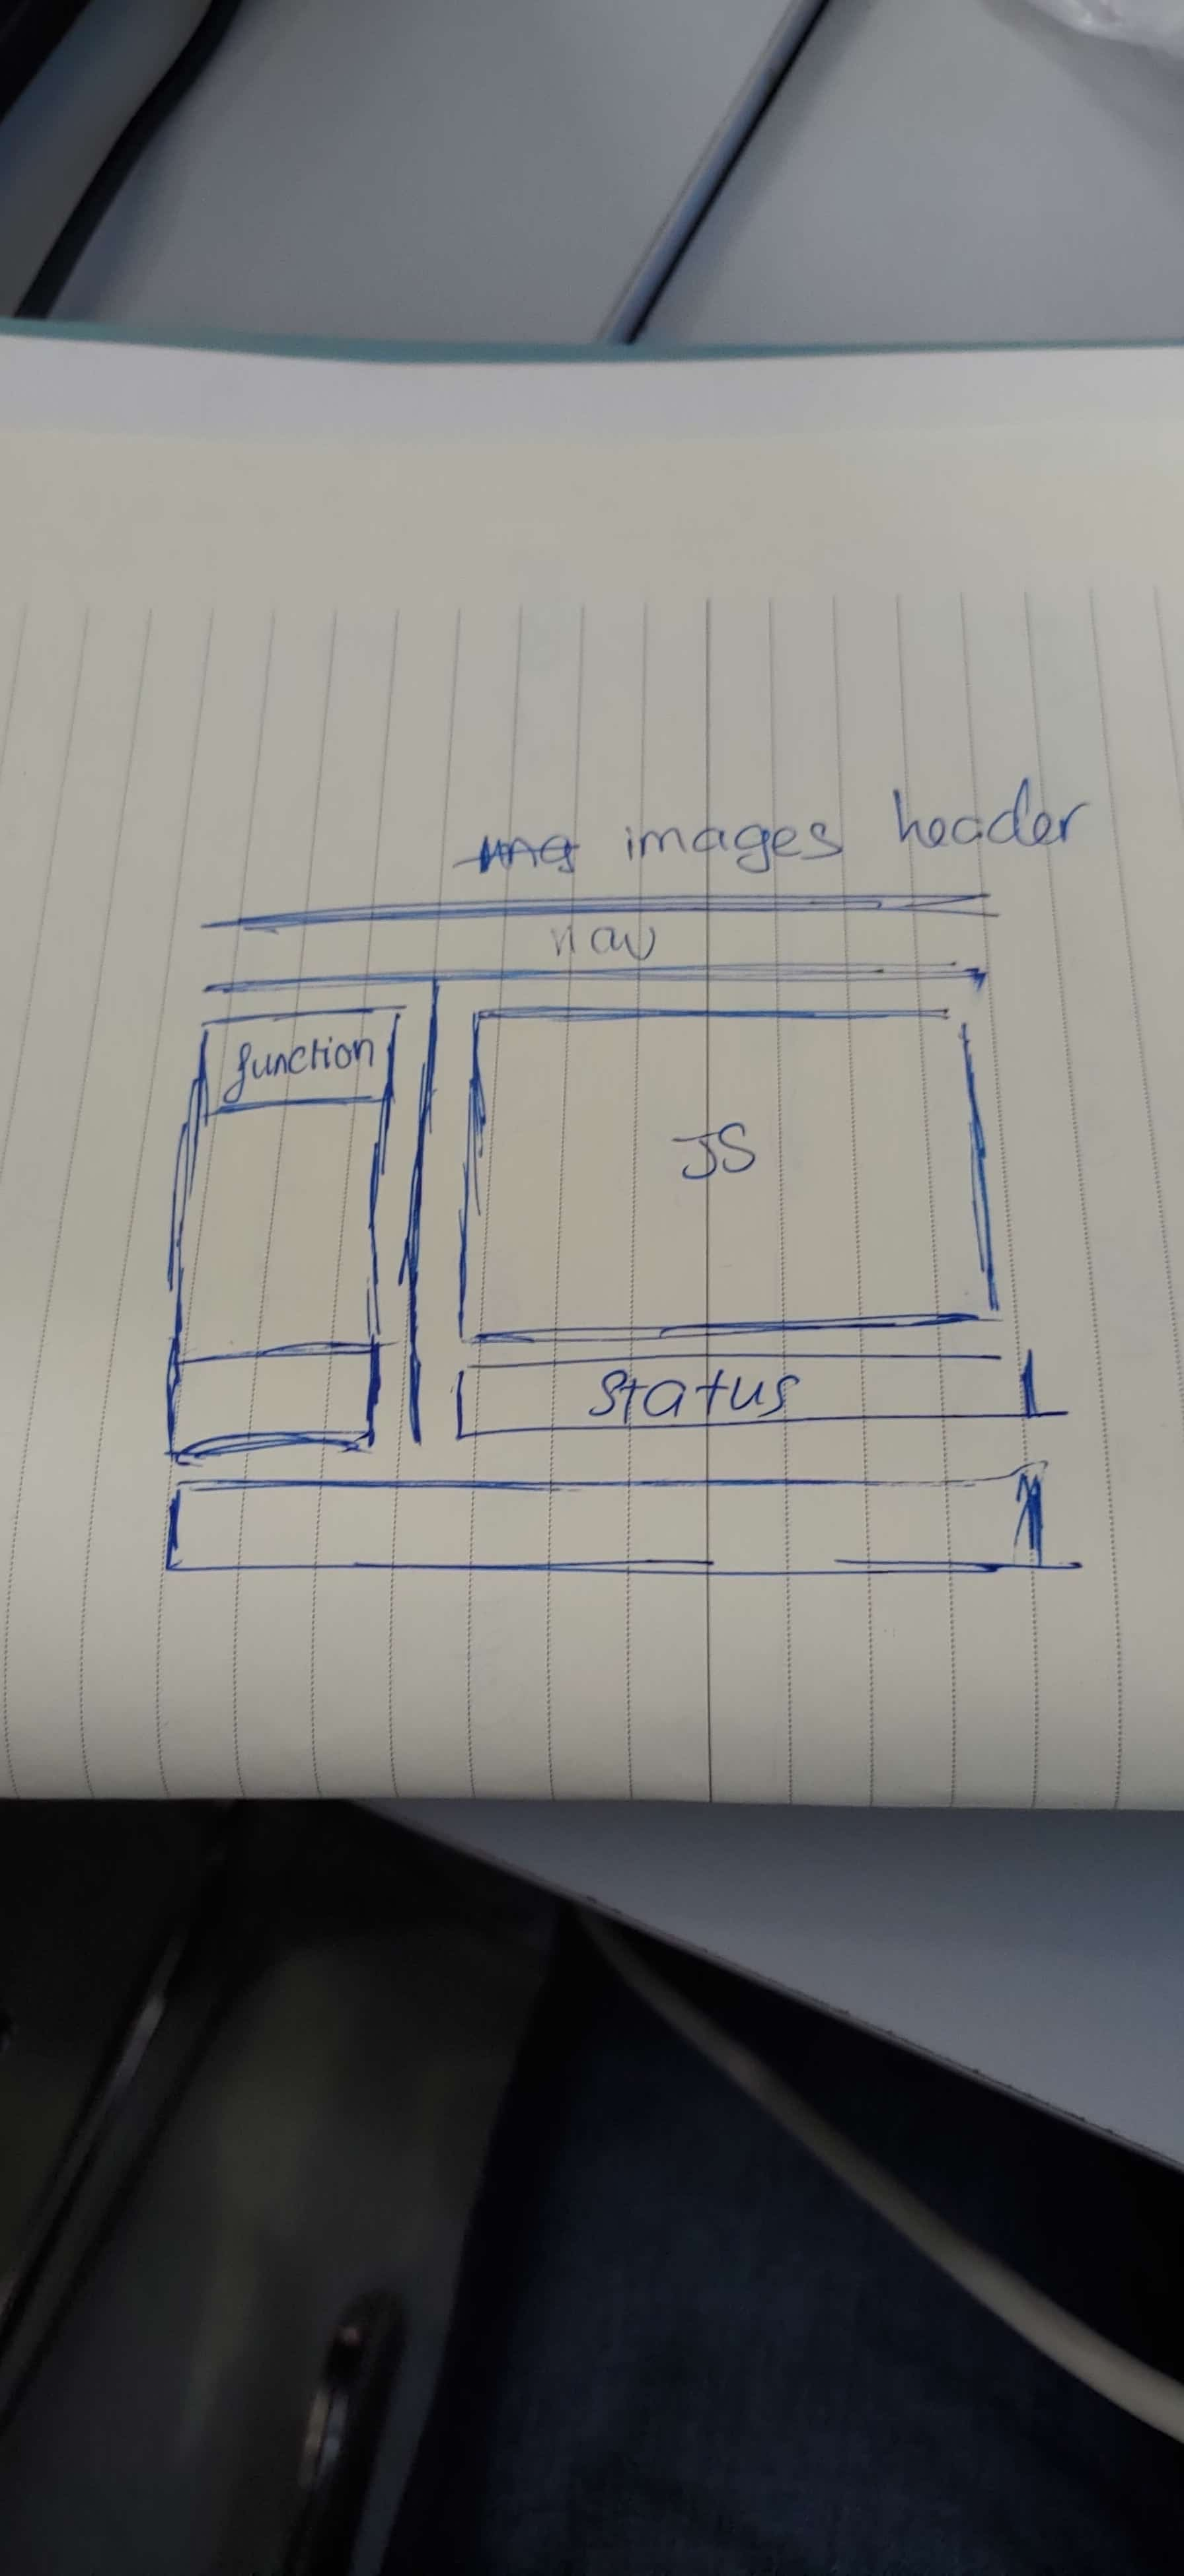 images header
nav
function
JS
Status